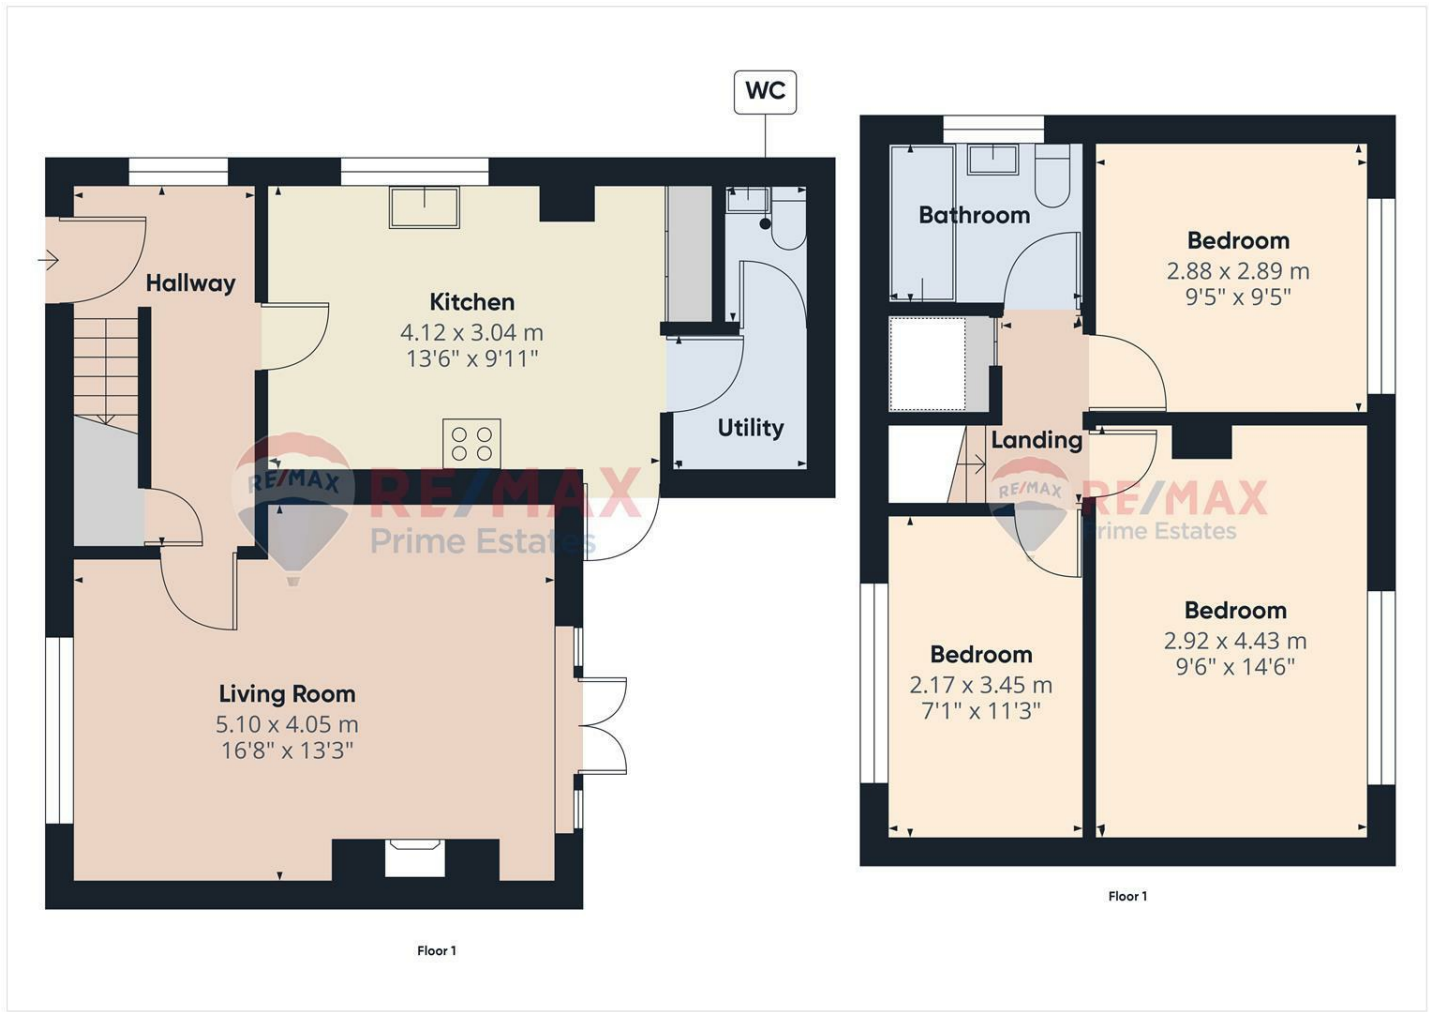 WC
Hallway
Kitchen
4.12 x 3.04 m
13'6" x 9'11"
Utility
RE/MAX
RE/MAX
Prime Estates
Living Room
5.10 x 4.05 m
16'8" x 13'3"
Floor 1
Bathroom
Bedroom
2.88 x 2.89 m
9'5" x 9'5"
Landing
RE/MAX
RE/MAX
Prime Estates
Bedroom
2.17 x 3.45 m
7'1" x 11'3"
Bedroom
2.92 x 4.43 m
9'6" x 14'6"
Floor 1